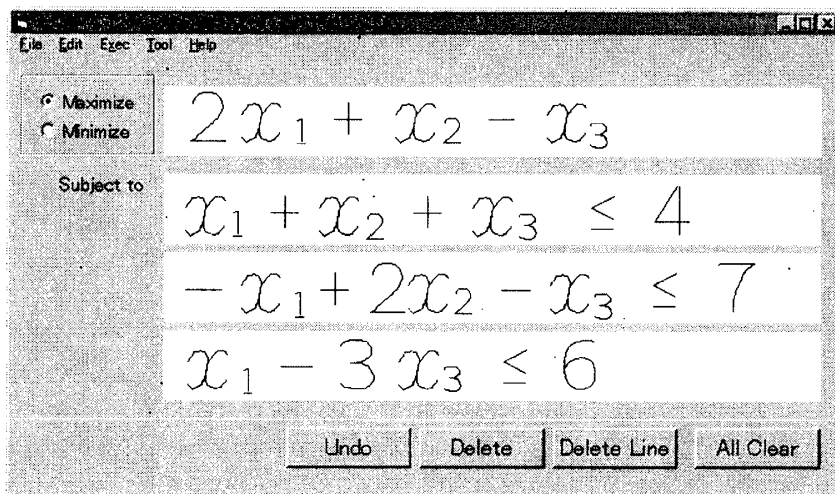 File Edit Exec Tool Help
Maximize
Minimize
2x₁ + x₂ - x₃
Subject to
x₁ + x₂ + x₃ ≤ 4
-x₁ + 2x₂ - x₃ ≤ 7
x₁ - 3x₃ ≤ 6
Undo Delete Delete Line All Clear